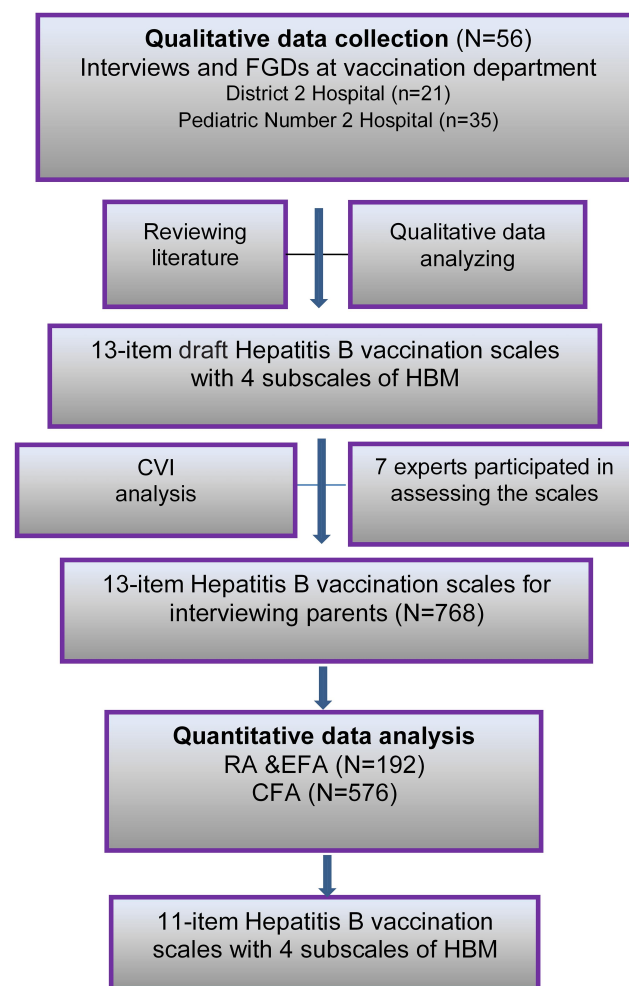 Qualitative data collection (N=56)
Interviews and FGDs at vaccination department
District 2 Hospital (n=21)
Pediatric Number 2 Hospital (n=35)
Reviewing
literature
Qualitative data
analyzing
13-item draft Hepatitis B vaccination scales
with 4 subscales of HBM
CVI
analysis
7 experts participated in
assessing the scales
13-item Hepatitis B vaccination scales for
interviewing parents (N=768)
Quantitative data analysis
RA &EFA (N=192)
CFA (N=576)
11-item Hepatitis B vaccination
scales with 4 subscales of HBM